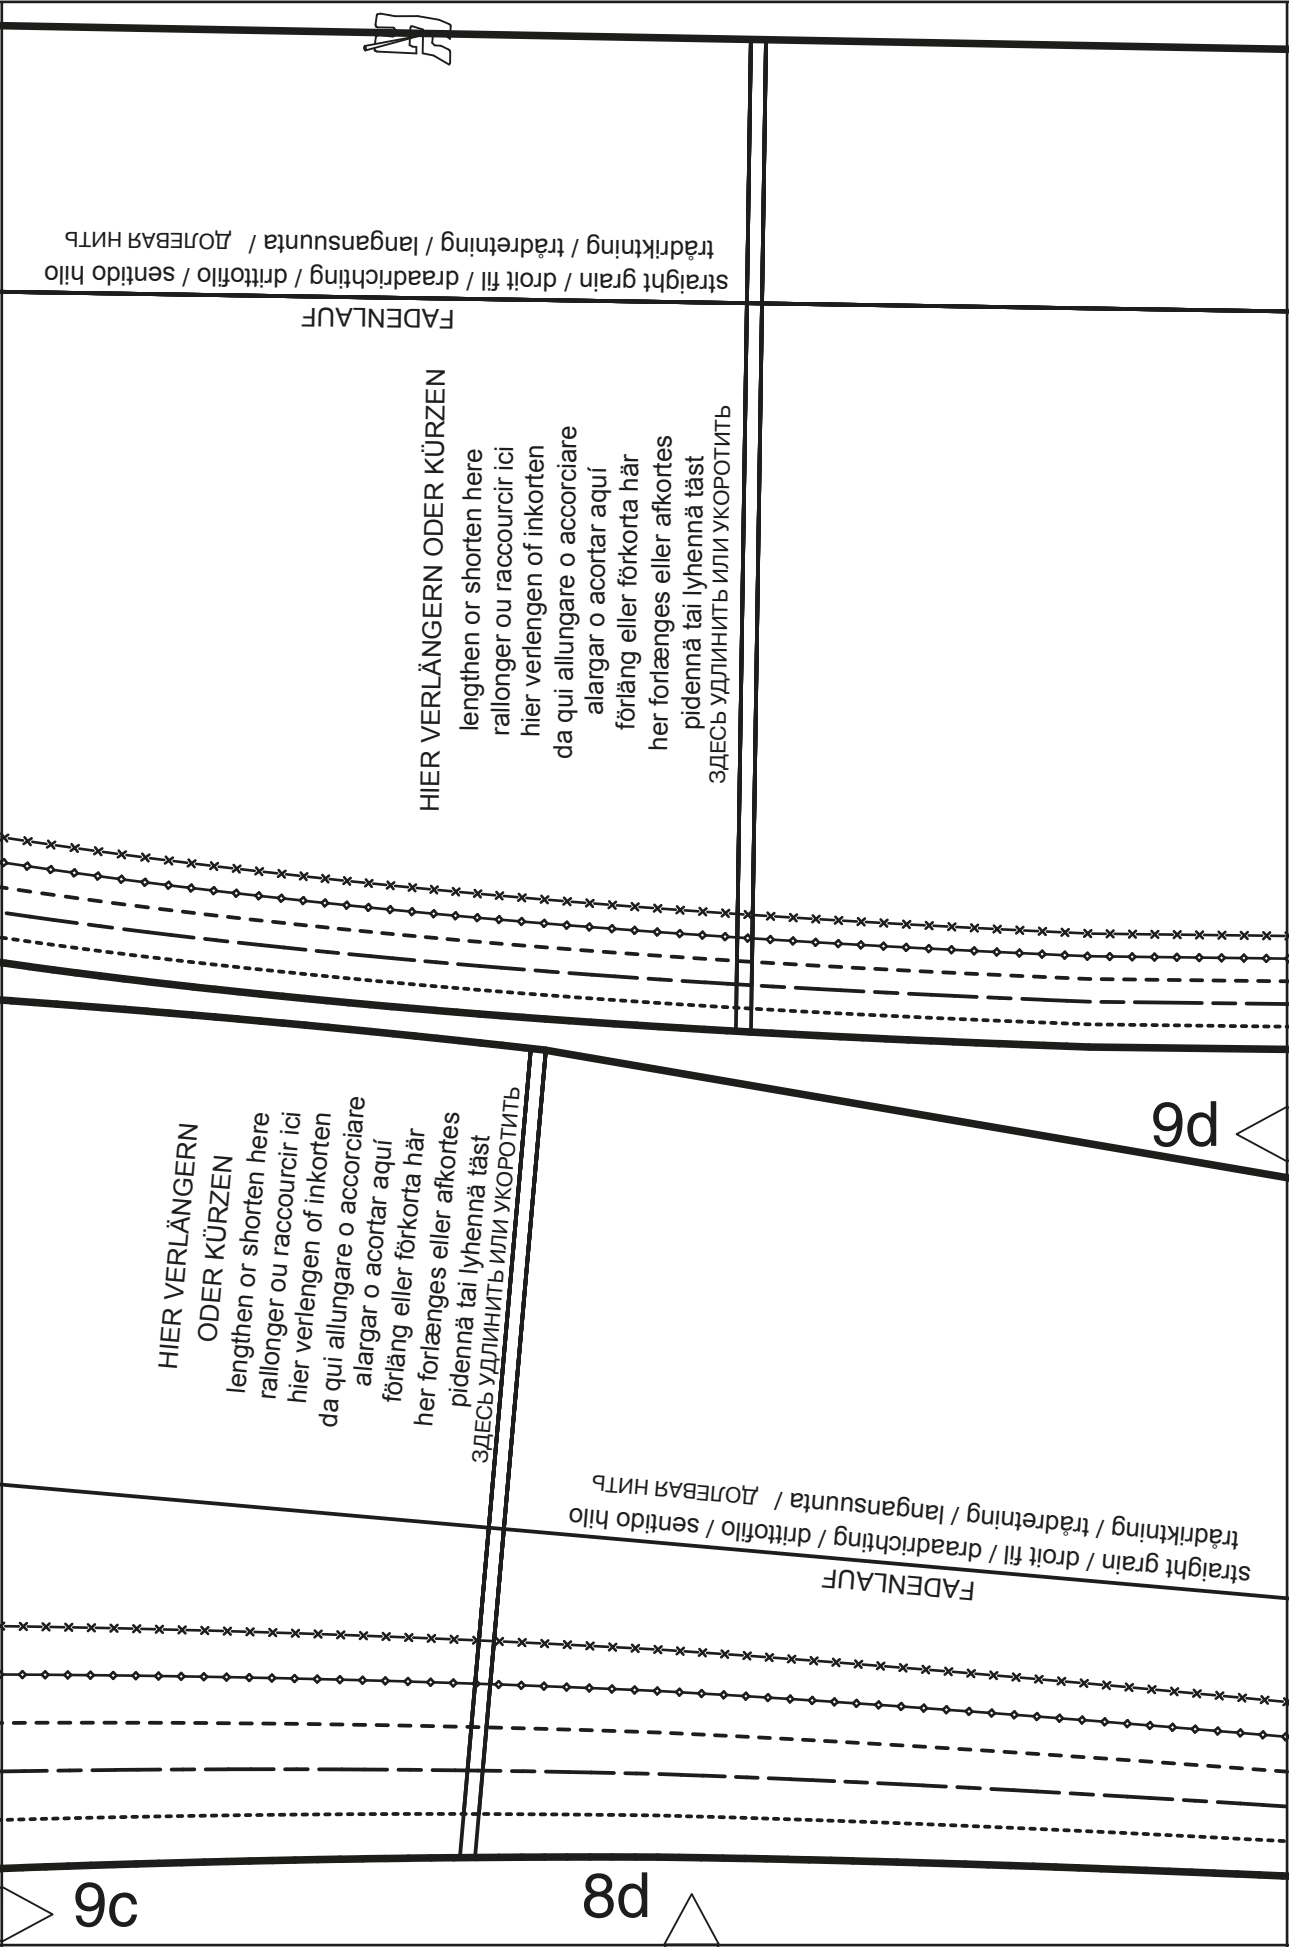 trådriktning / trådretning / langansuunta / ДОЛЕВАЯ НИТЬ
straight grain / droit fil / draadrichting / drittofilo / sentido hilo
FADENLAUF
HIER VERLÄNGERN ODER KÜRZEN
lengthen or shorten here
rallonger ou raccourcir ici
hier verlengen of inkorten
da qui allungare o accorciare
alargar o acortar aquí
förläng eller förkorta här
her forlænges eller afkortes
pidennä tai lyhennä täst
ЗДЕСЬ УДЛИНИТЬ ИЛИ УКОРОТИТЬ
9d
HIER VERLÄNGERN
ODER KÜRZEN
lengthen or shorten here
rallonger ou raccourcir ici
hier verlengen of inkorten
da qui allungare o accorciare
alargar o acortar aquí
förläng eller förkorta här
her forlænges eller afkortes
pidennä tai lyhennä täst
ЗДЕСЬ УДЛИНИТЬ ИЛИ УКОРОТИТЬ
trådriktning / trådretning / langansuunta / ДОЛЕВАЯ НИТЬ
straight grain / droit fil / draadrichting / drittofilo / sentido hilo
FADENLAUF
9c
8d